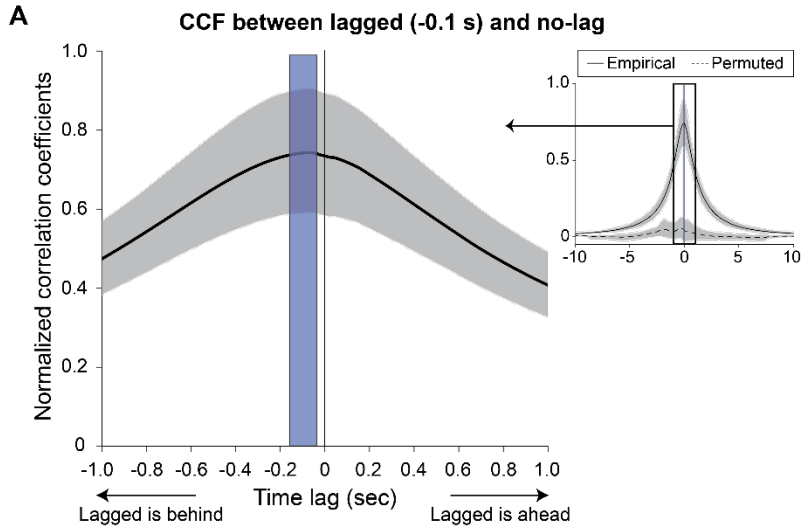 A
CCF between lagged (-0.1 s) and no-lag
Normalized correlation coefficients
1.0
0.8
0.6
0.4
0.2
0
-1.0 -0.8 -0.6 -0.4 -0.2 0 0.2 0.4 0.6 0.8 1.0
Time lag (sec)
Lagged is behind
Lagged is ahead
Empirical Permuted
1.0
0.5
0
-10 -5 0 5 10